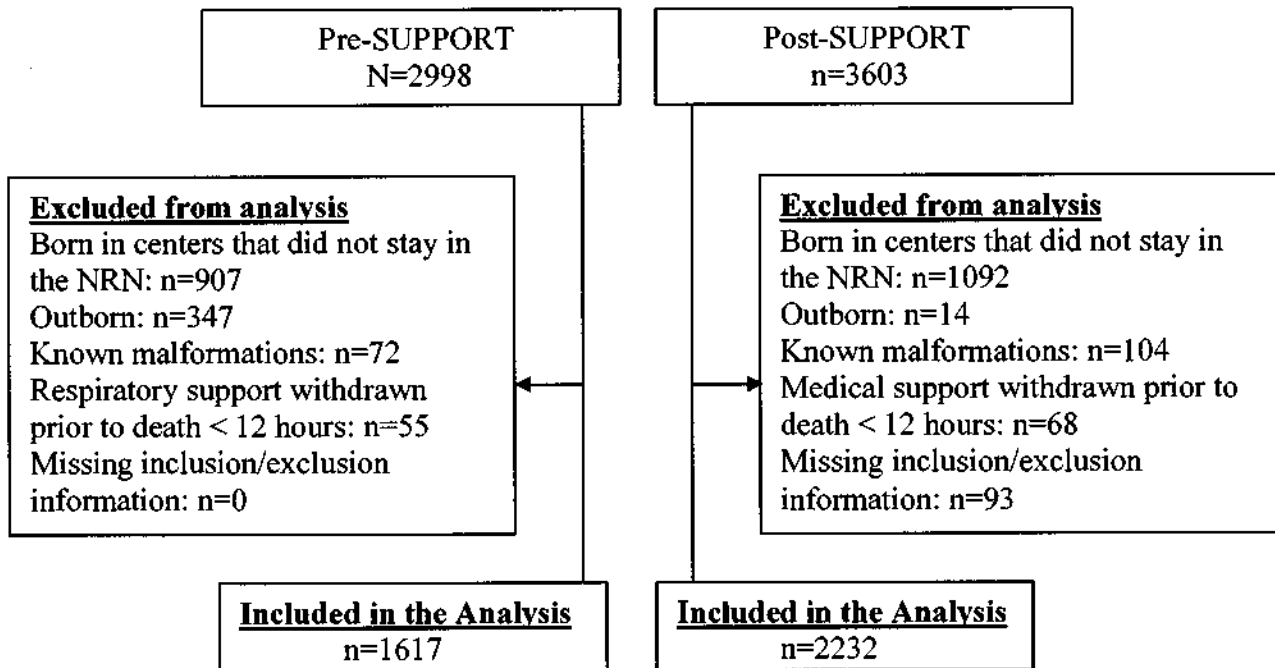 Pre-SUPPORT
N=2998
Post-SUPPORT
n=3603
Excluded from analysis
Born in centers that did not stay in
the NRN: n=907
Outborn: n=347
Known malformations: n=72
Respiratory support withdrawn
prior to death < 12 hours: n=55
Missing inclusion/exclusion
information: n=0
Excluded from analysis
Born in centers that did not stay in
the NRN: n=1092
Outborn: n=14
Known malformations: n=104
Medical support withdrawn prior to
death < 12 hours: n=68
Missing inclusion/exclusion
information: n=93
Included in the Analysis
n=1617
Included in the Analysis
n=2232